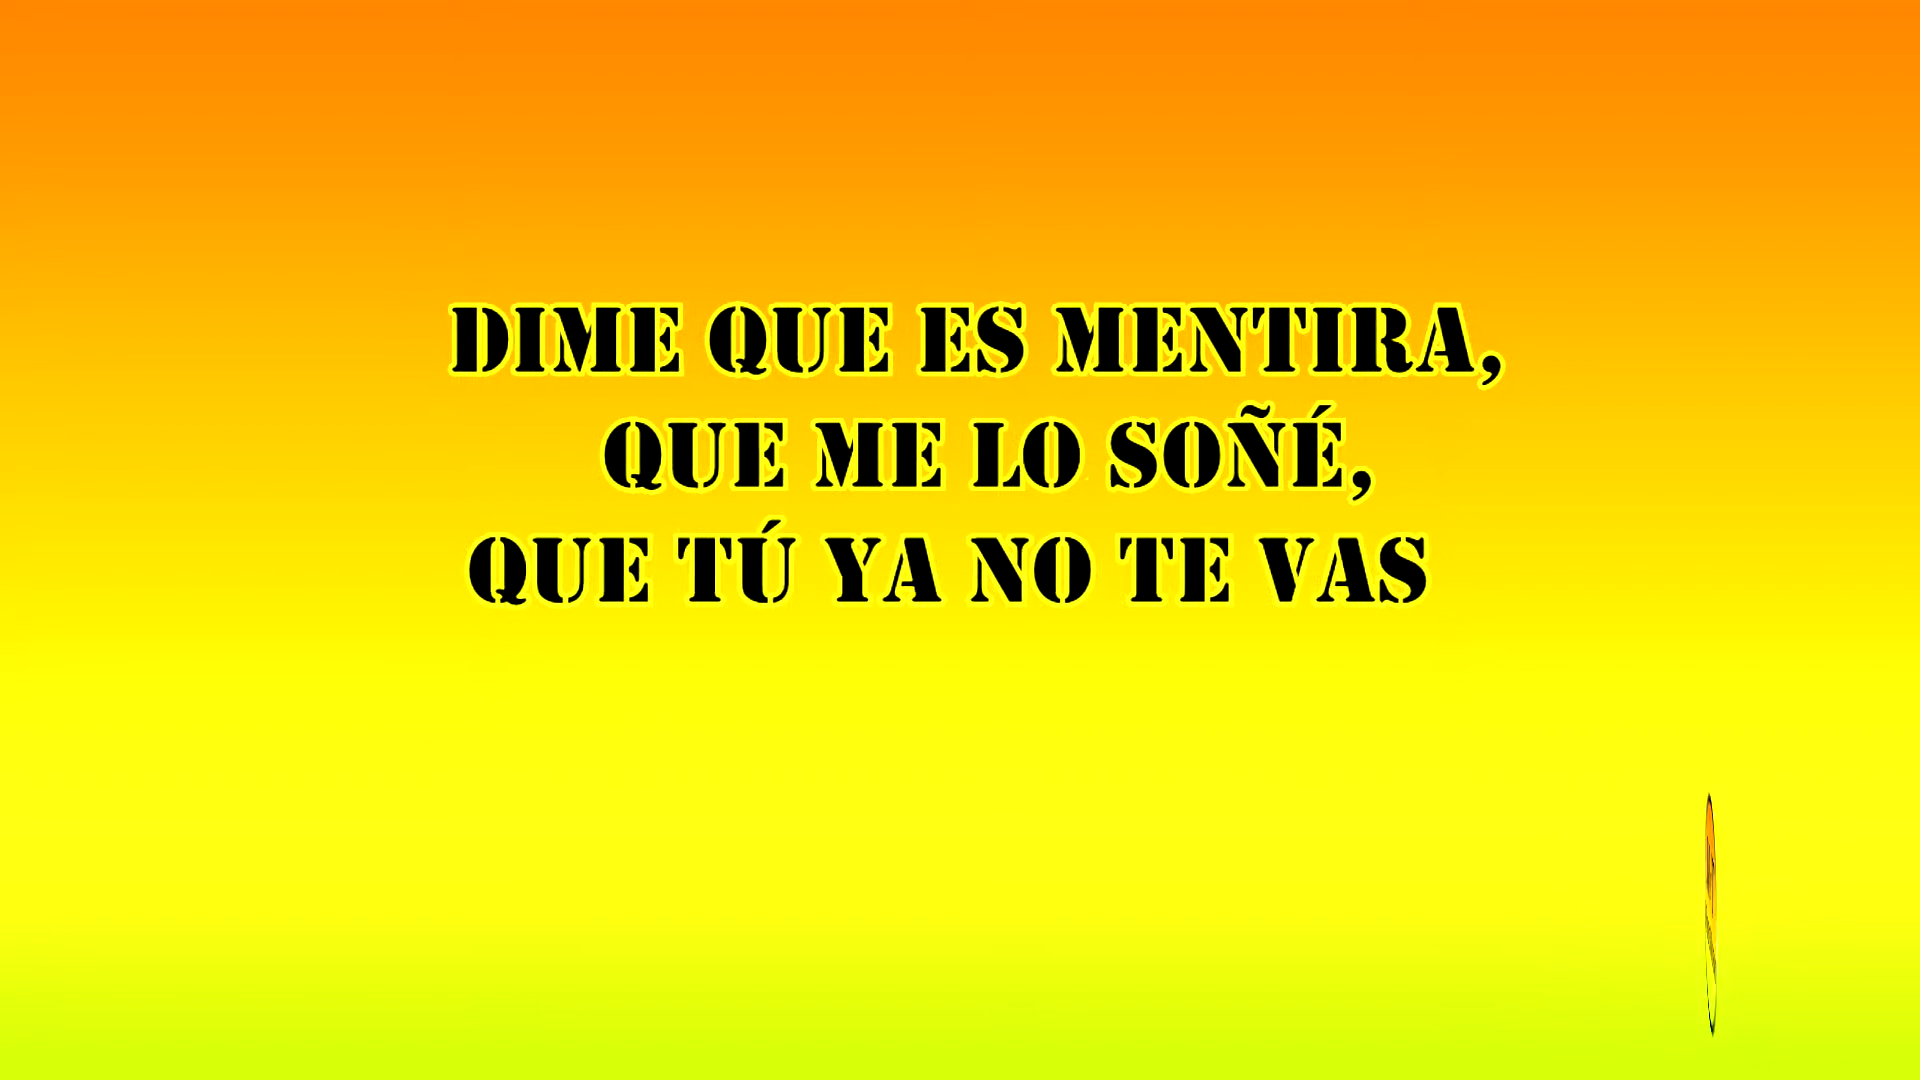 DIME QUE ES MENTIRA,
QUE ME LO SOÑÉ,
QUE TÚ YA NO TE VAS